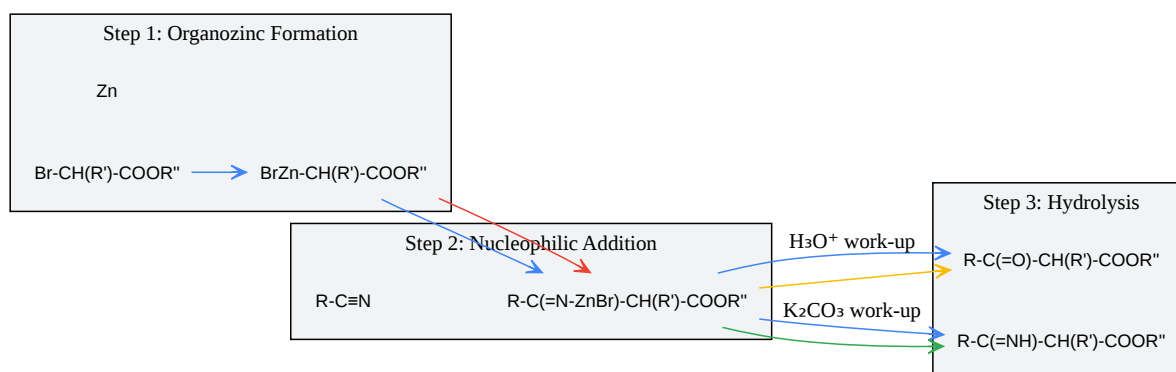 Step 1: Organozinc Formation
Zn
Br-CH(R')-COOR"
BrZn-CH(R')-COOR"
Step 2: Nucleophilic Addition
R-C≡N
R-C(=N-ZnBr)-CH(R')-COOR"
H₃O⁺ work-up
K₂CO₃ work-up
Step 3: Hydrolysis
R-C(=O)-CH(R')-COOR"
R-C(=NH)-CH(R')-COOR"